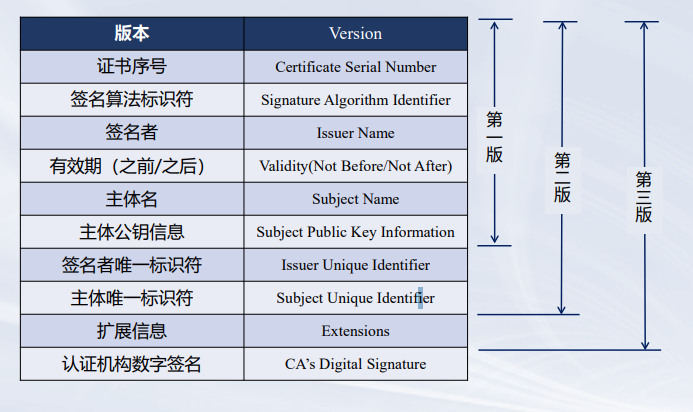 版本 Version
证书序号 Certificate Serial Number
签名算法标识符 Signature Algorithm Identifier
签名者 Issuer Name
有效期（之前/之后） Validity(Not Before/Not After)
主体名 Subject Name
主体公钥信息 Subject Public Key Information
签名者唯一标识符 Issuer Unique Identifier
主体唯一标识符 Subject Unique Identifier
扩展信息 Extensions
认证机构数字签名 CA’s Digital Signature
第一版
第二版
第三版